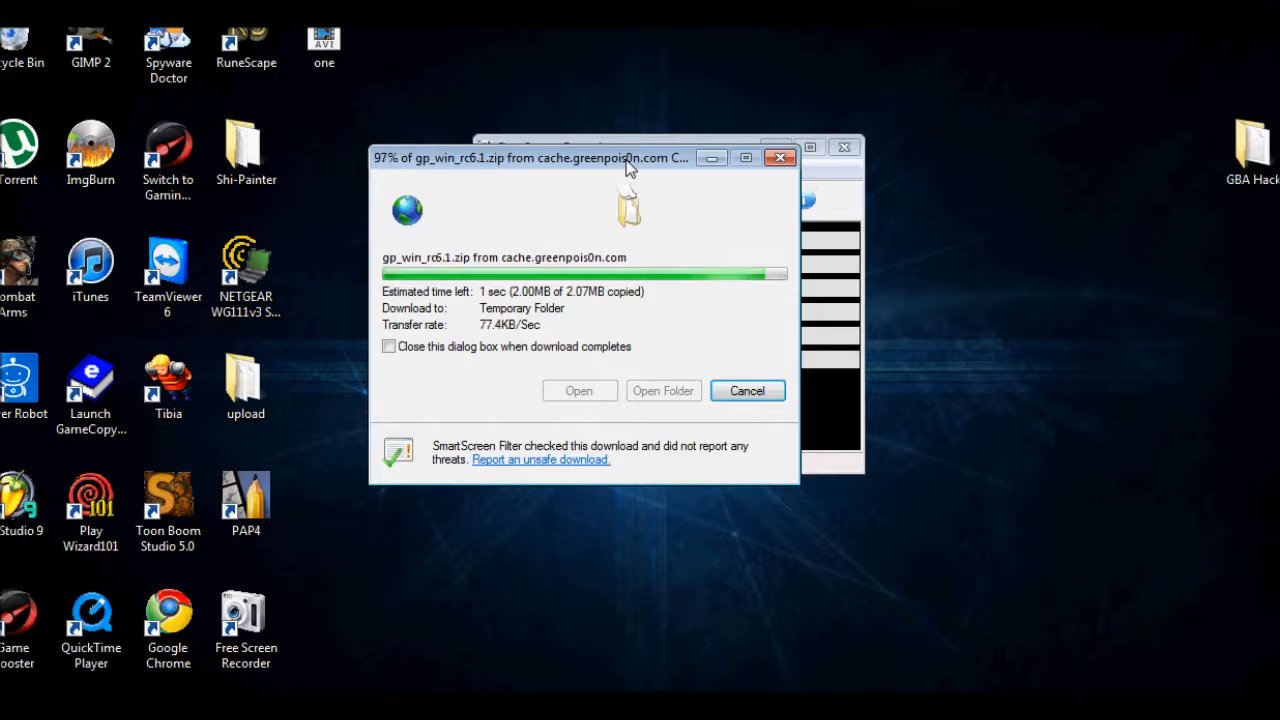 cycle Bin
GIMP 2
Spyware
Doctor
RuneScape
AVI
one
Torrent
ImgBurn
Switch to
Gamin...
Shi-Painter
GBA Hack
ombat
Arms
iTunes
TeamViewer
6
NETGEAR
WG111v3 S...
er Robot
Launch
GameCopy...
Tibia
upload
Studio 9
Play
Wizard101
Toon Boom
Studio 5.0
PAP4
Game
ooster
QuickTime
Player
Google
Chrome
Free Screen
Recorder
97% of gp_win_rc6.1.zip from cache.greenpois0n.com C...
gp_win_rc6.1.zip from cache.greenpois0n.com
Estimated time left: 1 sec (2.00MB of 2.07MB copied)
Download to: Temporary Folder
Transfer rate: 77.4KB/Sec
Close this dialog box when download completes
Open
Open Folder
Cancel
SmartScreen Filter checked this download and did not report any
threats. Report an unsafe download.